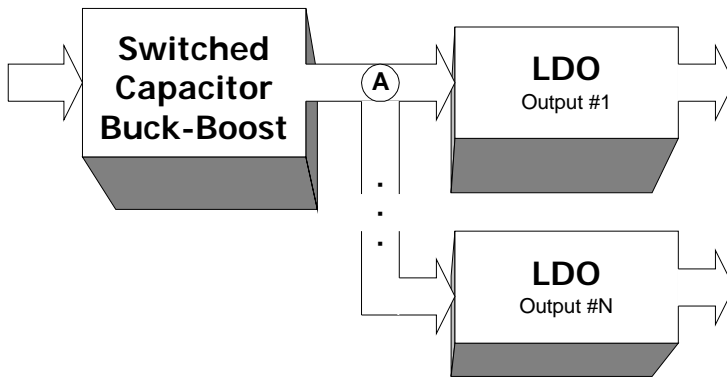 Switched
Capacitor
Buck-Boost
A
LDO
Output #1
.
.
.
LDO
Output #N